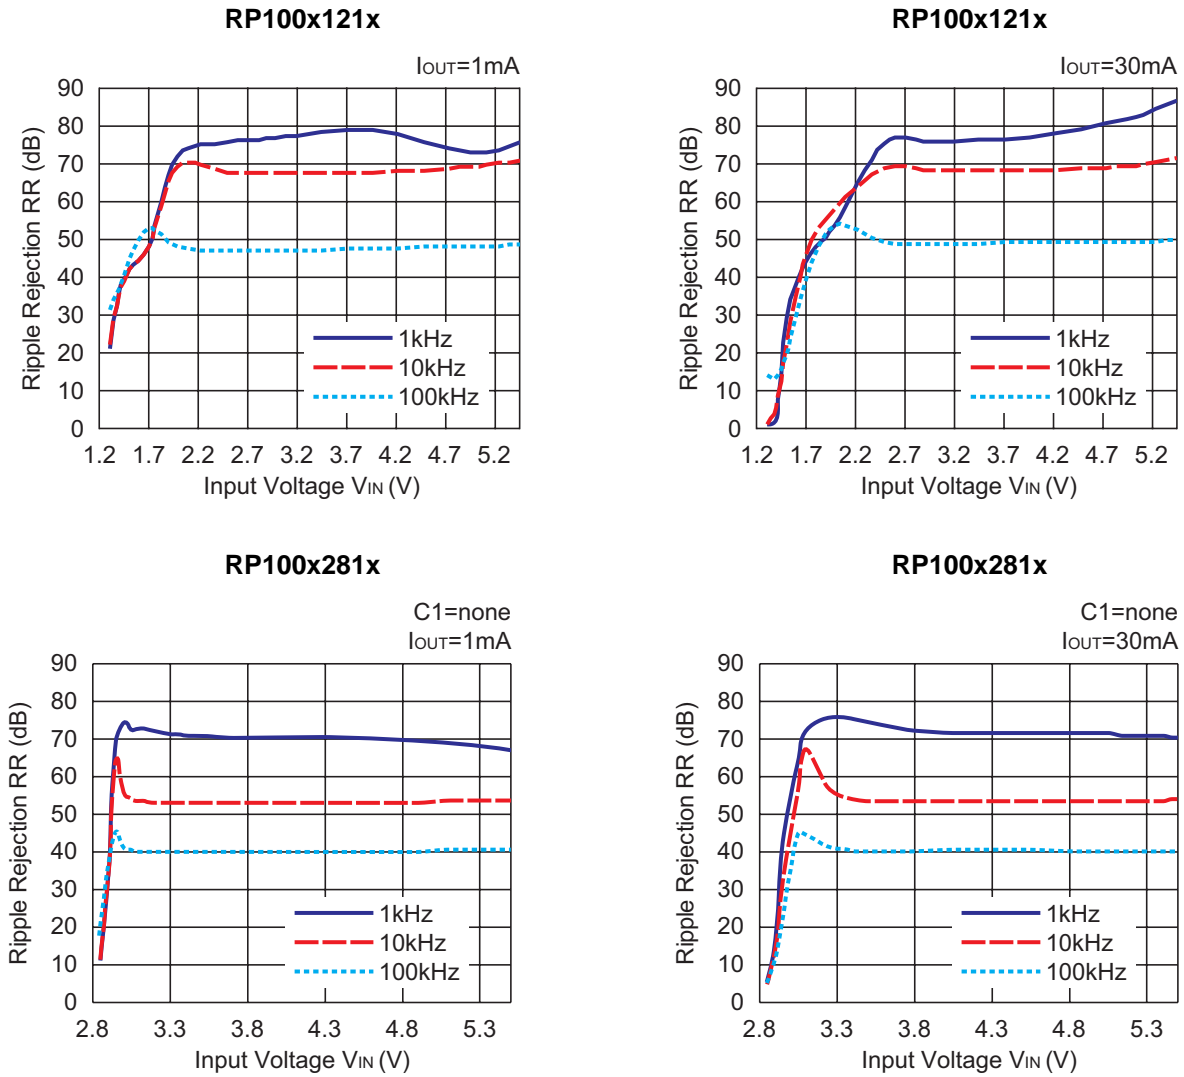 RP100x121x
IOUT=1mA
Ripple Rejection RR (dB)
90
80
70
60
50
40
30
20
10
0
1kHz
10kHz
100kHz
1.2 1.7 2.2 2.7 3.2 3.7 4.2 4.7 5.2
Input Voltage VIN (V)
RP100x121x
IOUT=30mA
Ripple Rejection RR (dB)
90
80
70
60
50
40
30
20
10
0
1kHz
10kHz
100kHz
1.2 1.7 2.2 2.7 3.2 3.7 4.2 4.7 5.2
Input Voltage VIN (V)
RP100x281x
C1=none
IOUT=1mA
Ripple Rejection RR (dB)
90
80
70
60
50
40
30
20
10
0
1kHz
10kHz
100kHz
2.8 3.3 3.8 4.3 4.8 5.3
Input Voltage VIN (V)
RP100x281x
C1=none
IOUT=30mA
Ripple Rejection RR (dB)
90
80
70
60
50
40
30
20
10
0
1kHz
10kHz
100kHz
2.8 3.3 3.8 4.3 4.8 5.3
Input Voltage VIN (V)